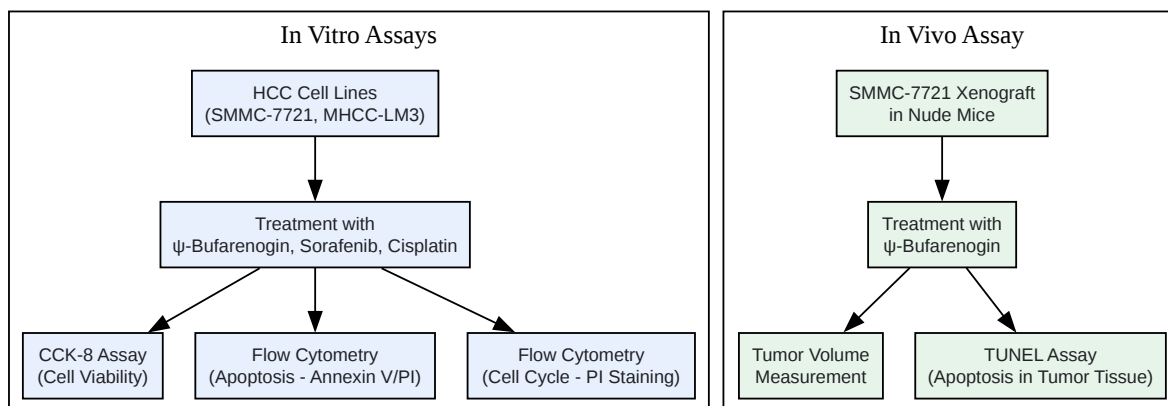 In Vitro Assays
HCC Cell Lines
(SMMC-7721, MHCC-LM3)
Treatment with
ψ-Bufarenogin, Sorafenib, Cisplatin
CCK-8 Assay
(Cell Viability)
Flow Cytometry
(Apoptosis - Annexin V/PI)
Flow Cytometry
(Cell Cycle - PI Staining)
In Vivo Assay
SMMC-7721 Xenograft
in Nude Mice
Treatment with
ψ-Bufarenogin
Tumor Volume
Measurement
TUNEL Assay
(Apoptosis in Tumor Tissue)